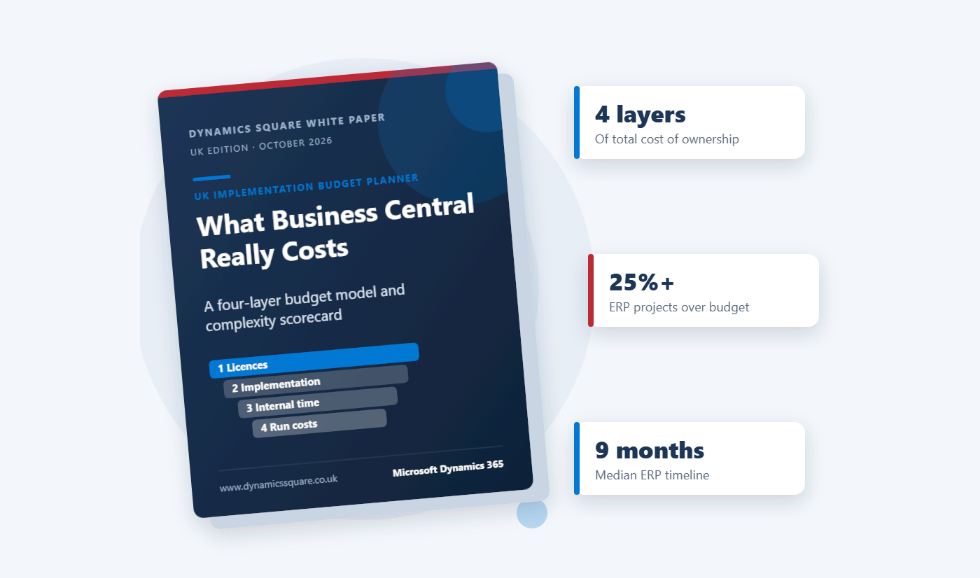 DYNAMICS SQUARE WHITE PAPER
UK EDITION · OCTOBER 2026
UK IMPLEMENTATION BUDGET PLANNER
What Business Central
Really Costs
A four-layer budget model and
complexity scorecard
1 Licences
2 Implementation
3 Internal time
4 Run costs
www.dynamicssquare.co.uk
Microsoft Dynamics 365
4 layers
Of total cost of ownership
25%+
ERP projects over budget
9 months
Median ERP timeline